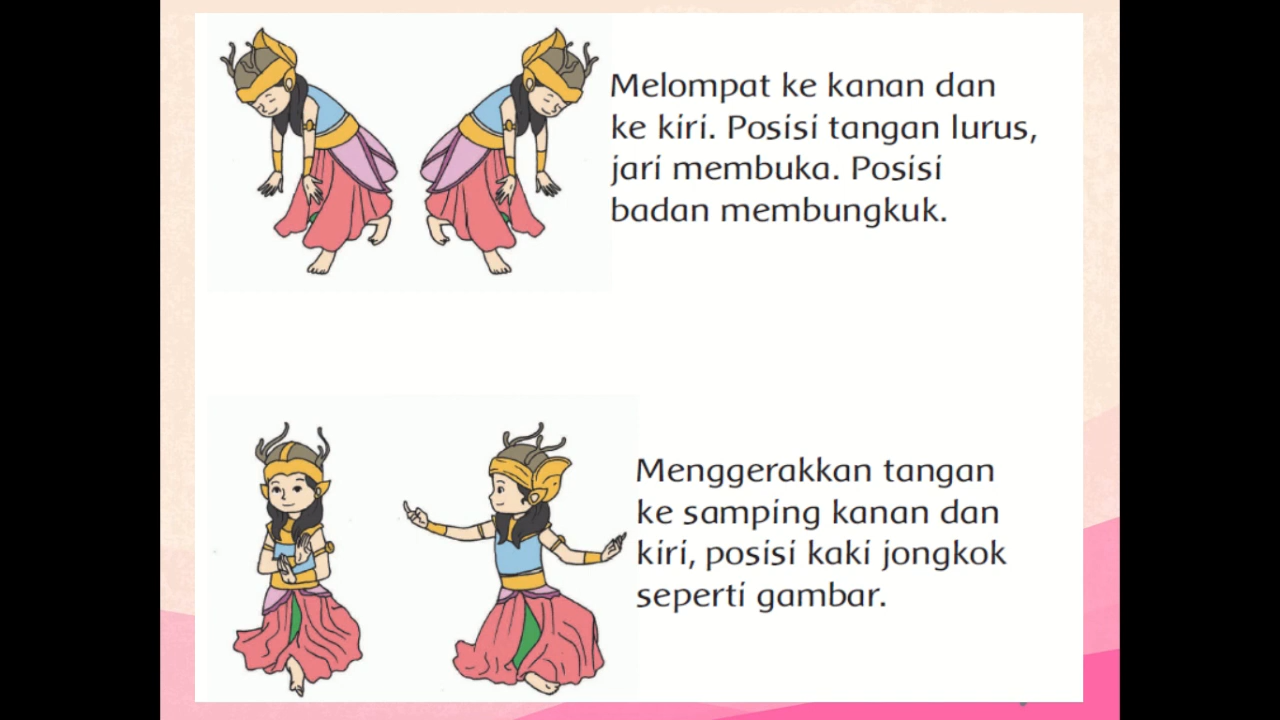 Melompat ke kanan dan
ke kiri. Posisi tangan lurus,
jari membuka. Posisi
badan membungkuk.
Menggerakkan tangan
ke samping kanan dan
kiri, posisi kaki jongkok
seperti gambar.